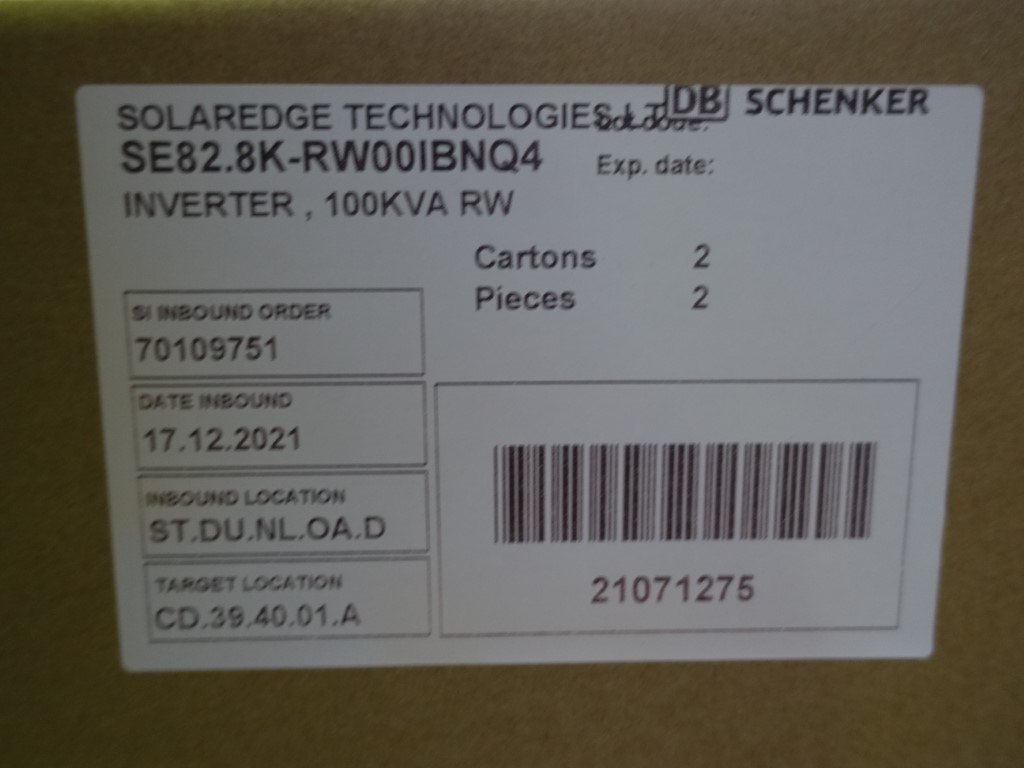 SOLAREDGE TECHNOLOGIES LT
DB SCHENKER
SE82.8K-RW00IBNQ4
Exp. date:
INVERTER , 100KVA RW
Cartons 2
Pieces 2
SI INBOUND ORDER
70109751
DATE INBOUND
17.12.2021
INBOUND LOCATION
ST.DU.NL.OA.D
TARGET LOCATION
CD.39.40.01.A
21071275